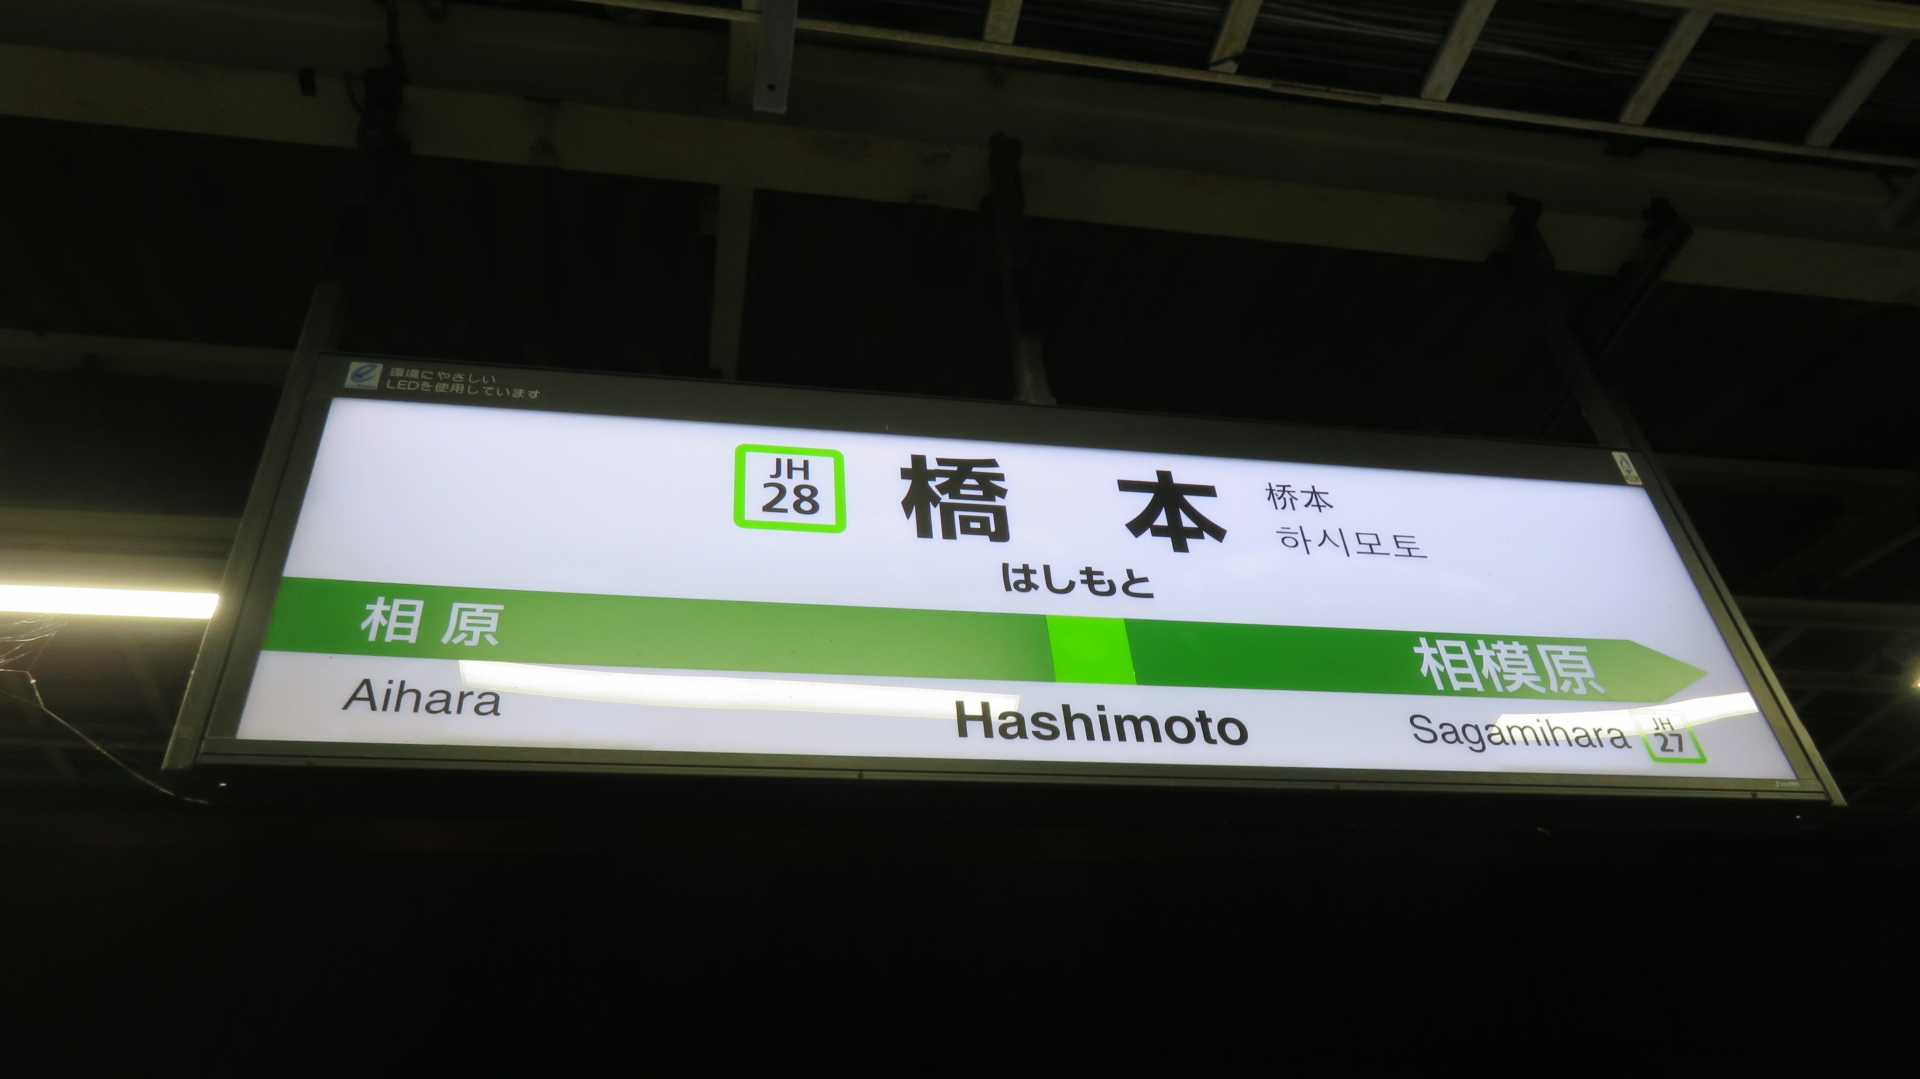 環境にやさしい
LEDを使用しています
JH
28
橋本
桥本
하시모토
はしもと
相原
相模原
Aihara
Hashimoto
Sagamihara
JH
27